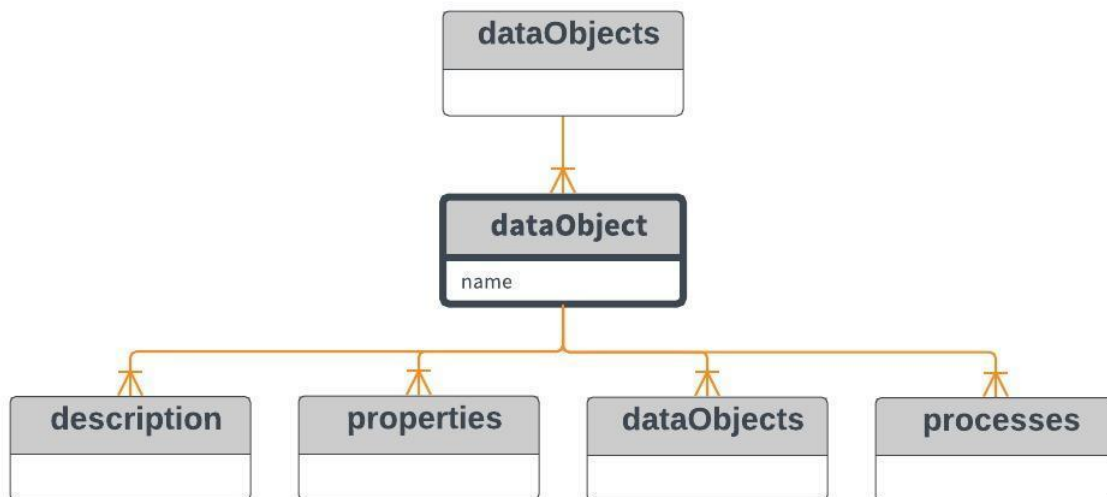 dataObjects
dataObject
name
description
properties
dataObjects
processes